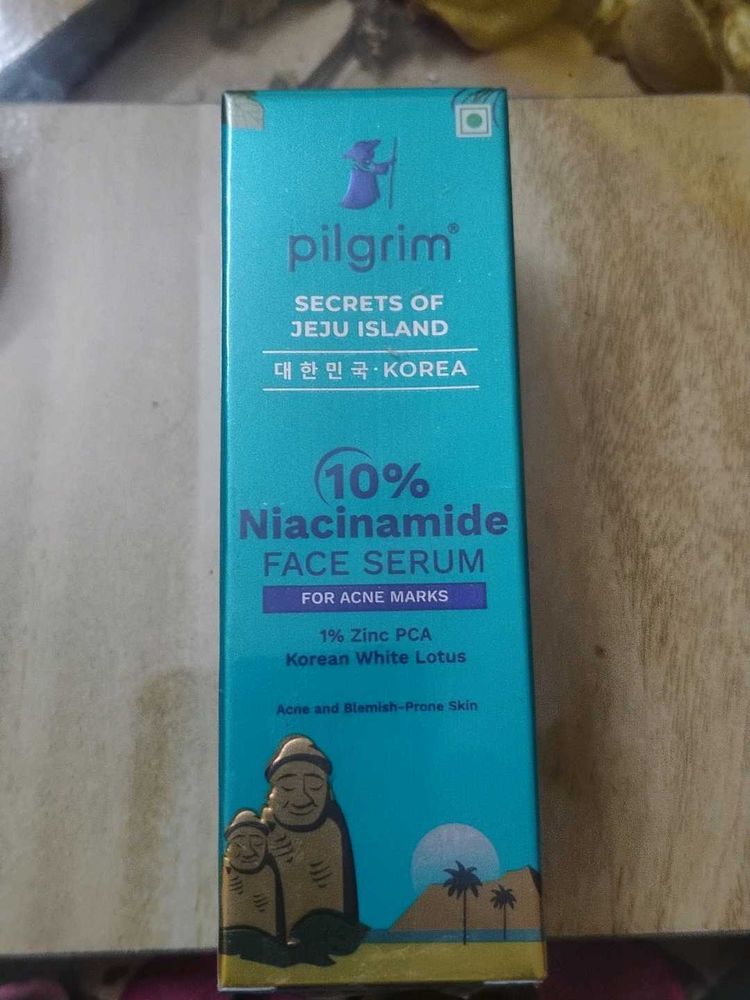 pilgrim®
SECRETS OF
JEJU ISLAND
대한민국·KOREA
10%
Niacinamide
FACE SERUM
FOR ACNE MARKS
1% Zinc PCA
Korean White Lotus
Acne and Blemish-Prone Skin